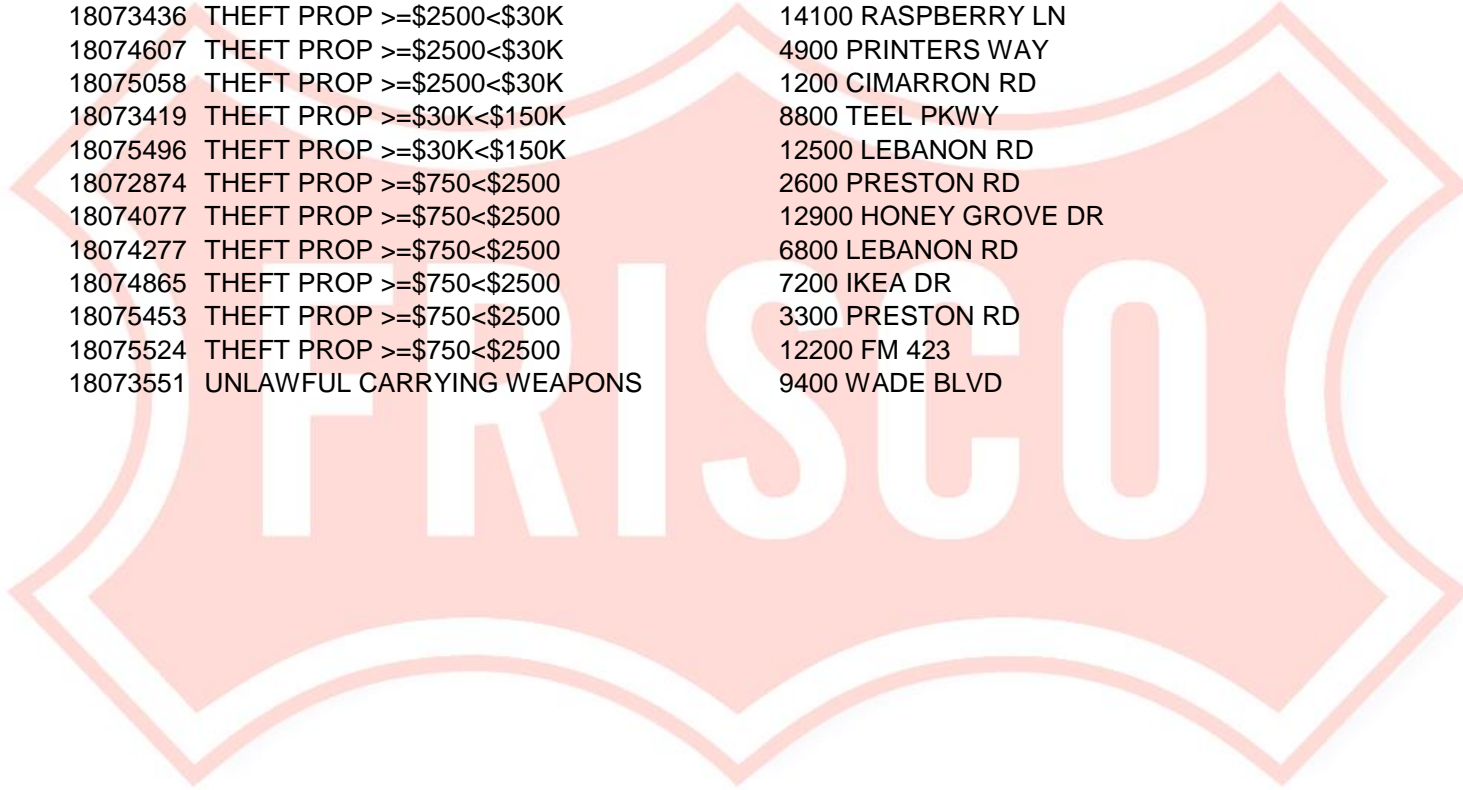 18073436 THEFT PROP >=$2500<$30K 14100 RASPBERRY LN
18074607 THEFT PROP >=$2500<$30K 4900 PRINTERS WAY
18075058 THEFT PROP >=$2500<$30K 1200 CIMARRON RD
18073419 THEFT PROP >=$30K<$150K 8800 TEEL PKWY
18075496 THEFT PROP >=$30K<$150K 12500 LEBANON RD
18072874 THEFT PROP >=$750<$2500 2600 PRESTON RD
18074077 THEFT PROP >=$750<$2500 12900 HONEY GROVE DR
18074277 THEFT PROP >=$750<$2500 6800 LEBANON RD
18074865 THEFT PROP >=$750<$2500 7200 IKEA DR
18075453 THEFT PROP >=$750<$2500 3300 PRESTON RD
18075524 THEFT PROP >=$750<$2500 12200 FM 423
18073551 UNLAWFUL CARRYING WEAPONS 9400 WADE BLVD
FRISCO